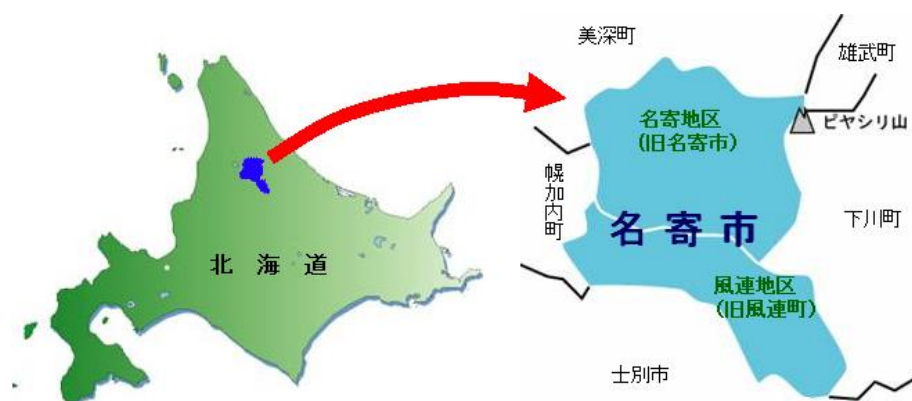 北海道
美深町
雄武町
名寄地区
(旧名寄市)
ピヤシリ山
幌加内町
下川町
名寄市
風連地区
(旧風連町)
士別市